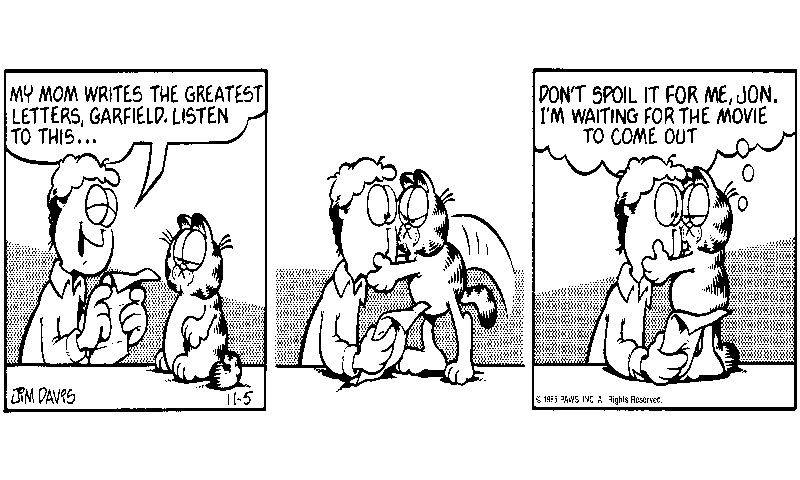 MY MOM WRITES THE GREATEST
LETTERS, GARFIELD. LISTEN
TO THIS...
JIM DAVIS
11-5
DON'T SPOIL IT FOR ME, JON.
I'M WAITING FOR THE MOVIE
TO COME OUT
PAWS, INC. All Rights Reserved.